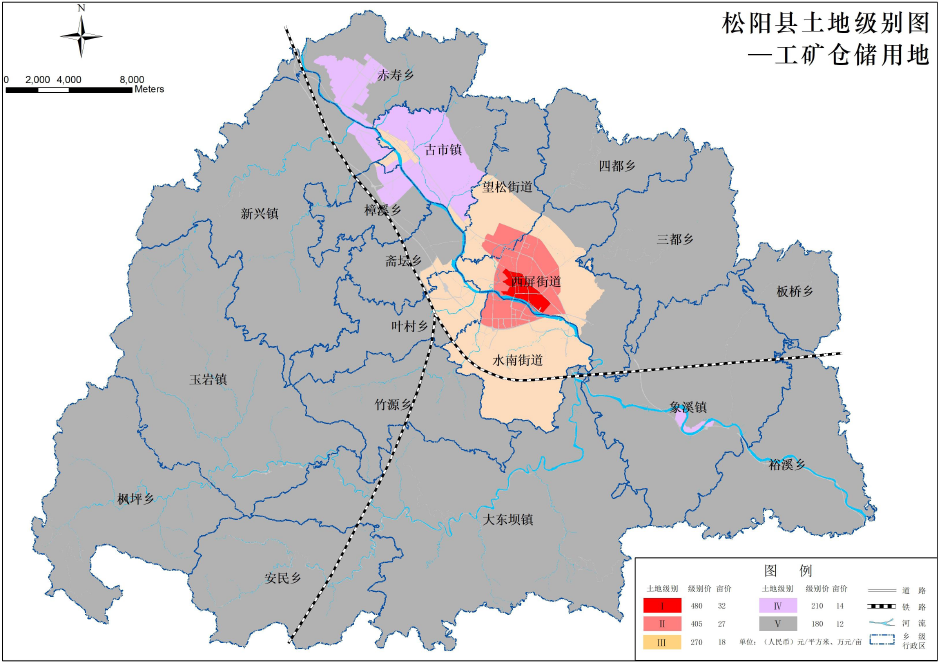 松阳县土地级别图
—工矿仓储用地
N
0 2,000 4,000 8,000
Meters
赤寿乡
古市镇
四都乡
望松街道
新兴镇
樟溪乡
三都乡
斋坛乡
西屏街道
板桥乡
叶村乡
水南街道
玉岩镇
竹源乡
象溪镇
裕溪乡
枫坪乡
大东坝镇
安民乡
图 例
土地级别 级别价 亩价 土地级别 级别价 亩价
I 480 32 IV 210 14 道 路
II 405 27 V 180 12 铁 路
III 270 18 单位：（人民币）元/平方米，万元/亩 河 流
乡 级
行政区